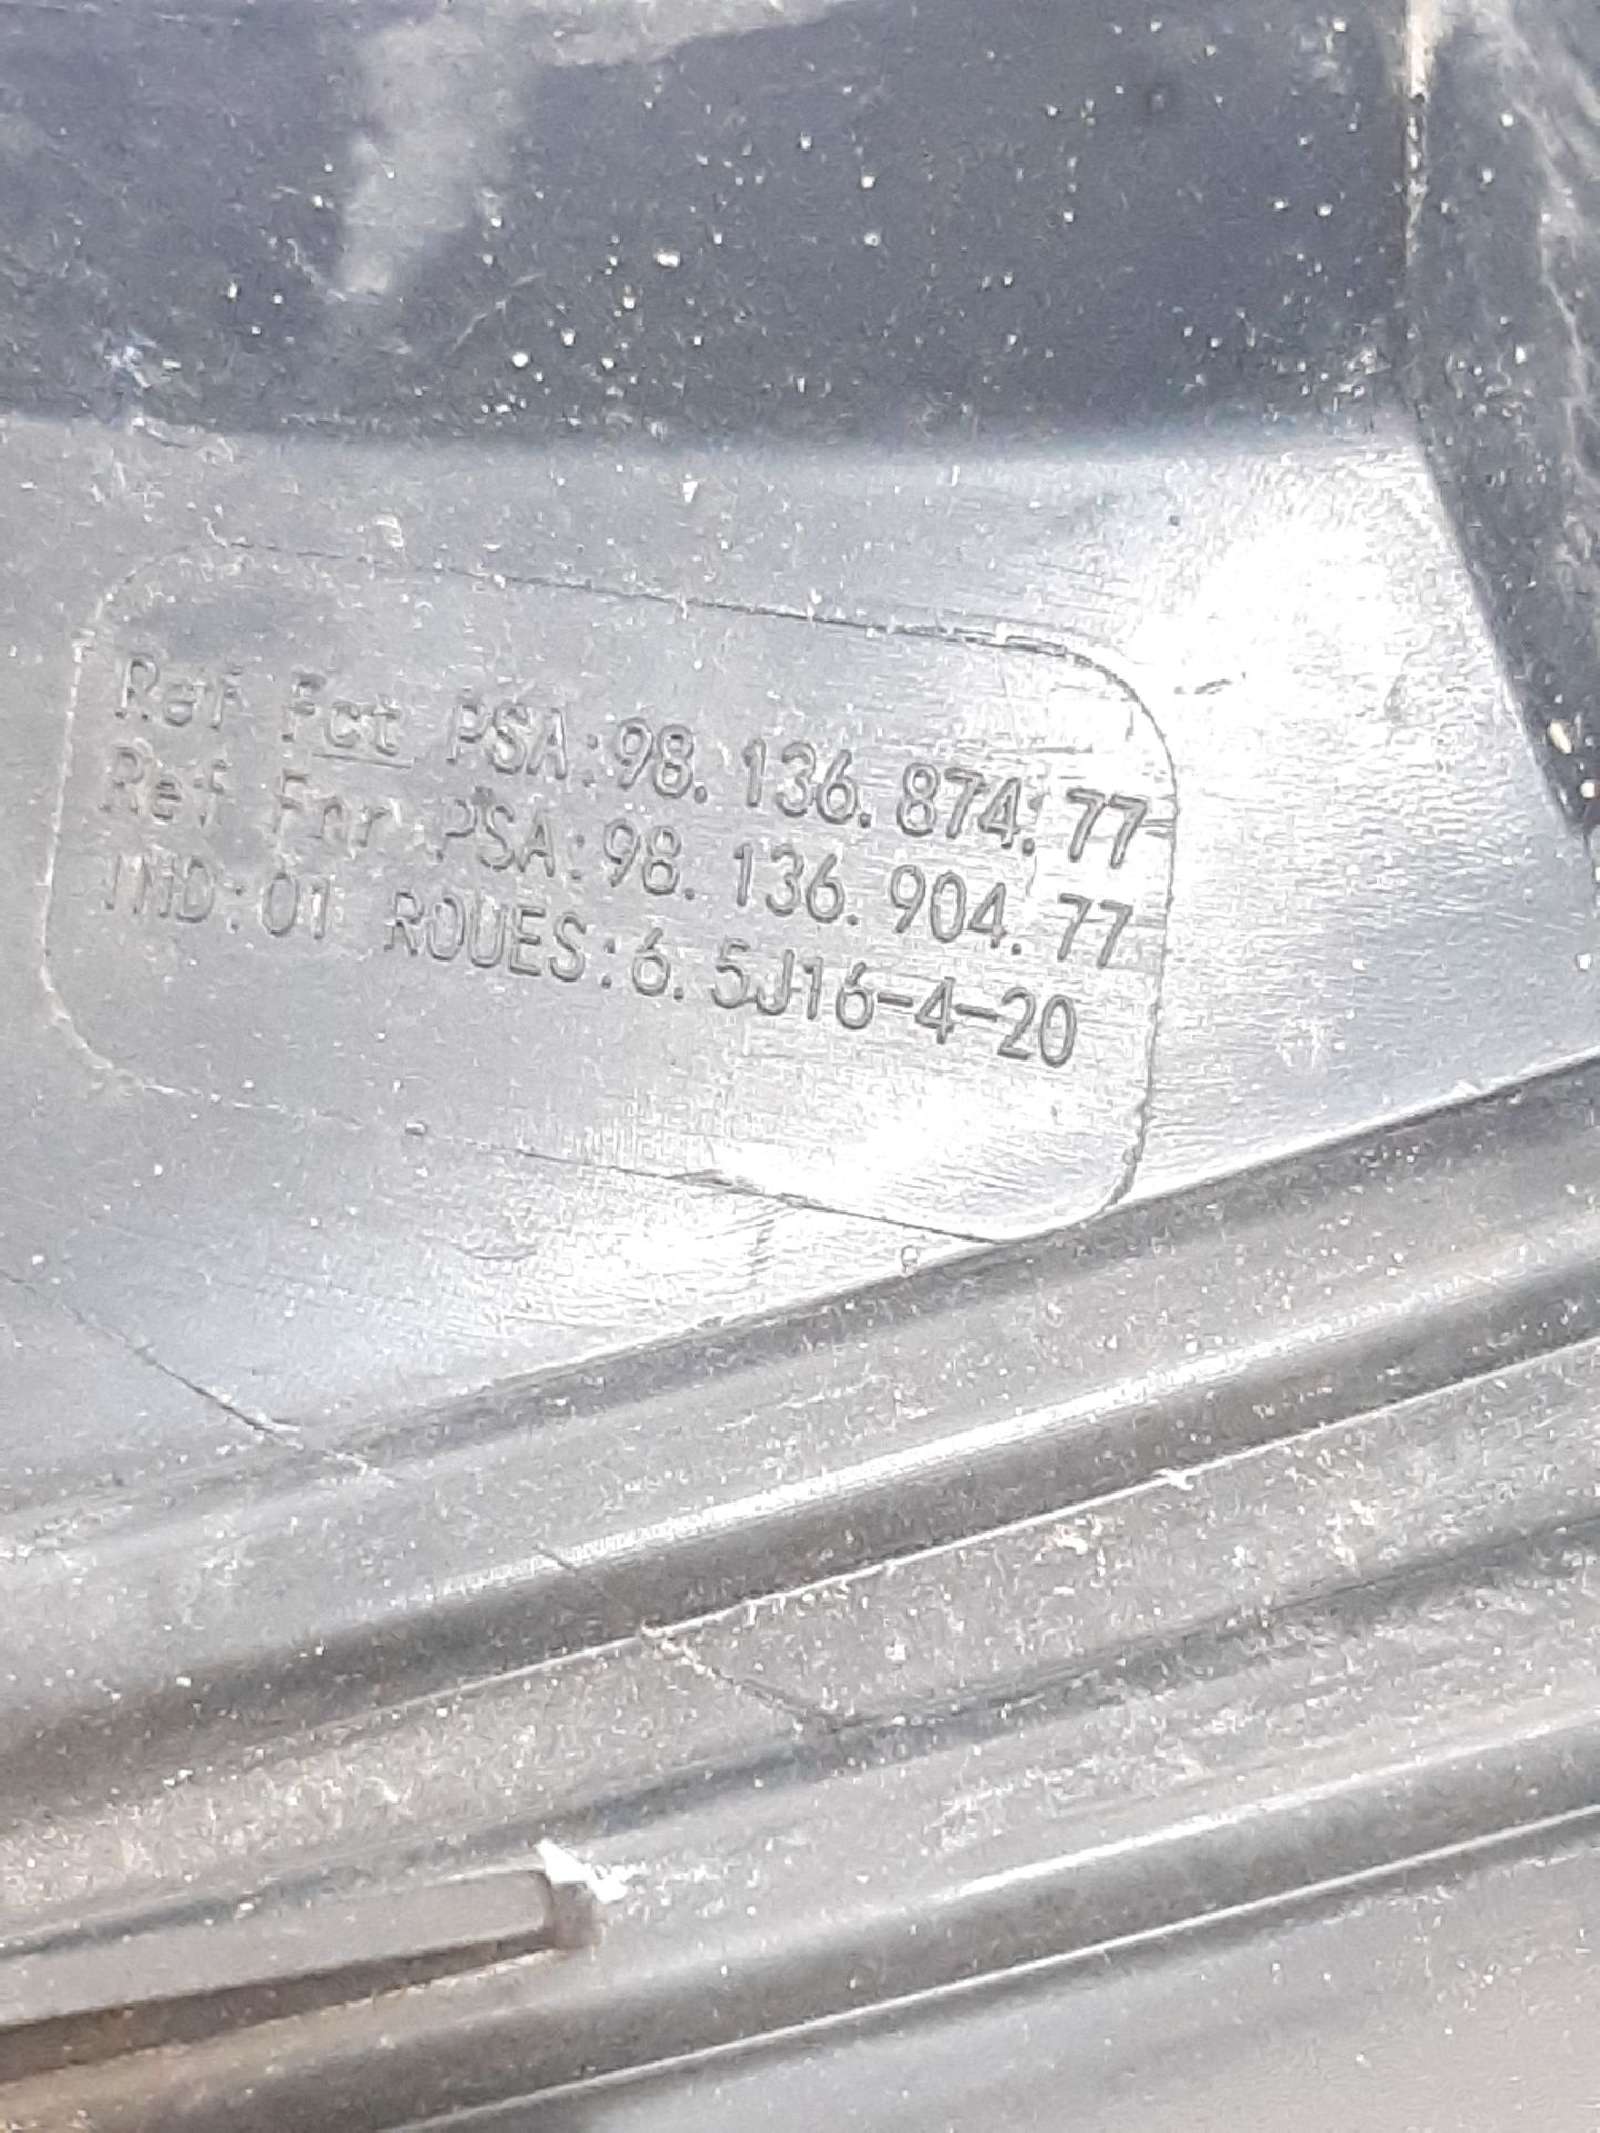 Ref Fct PSA:98.136.874.77
Ref Fnr PSA:98.136.904.77
IND:01 ROUES:6.5J16-4-20